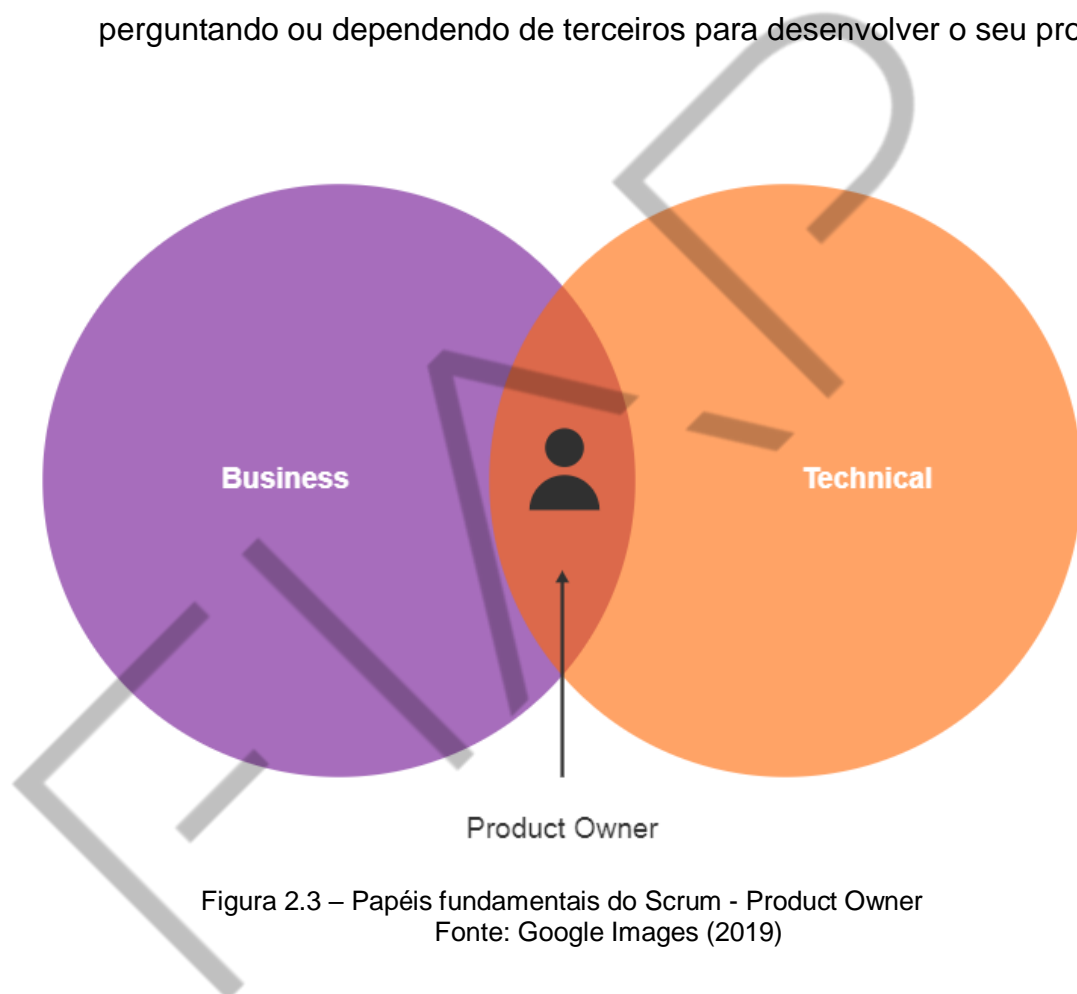 perguntando ou dependendo de terceiros para desenvolver o seu pro
Business
Technical
Product Owner
Figura 2.3 – Papéis fundamentais do Scrum - Product Owner
Fonte: Google Images (2019)
FIAP